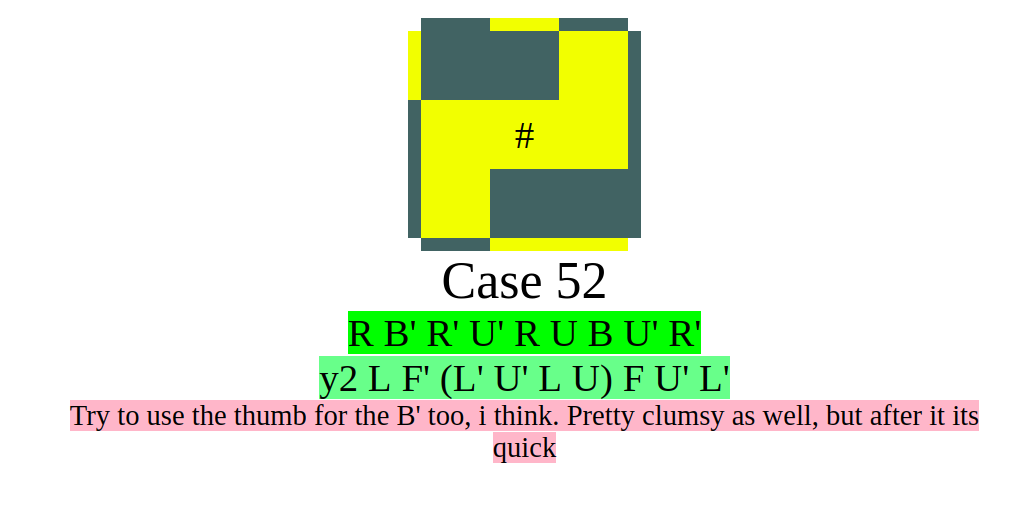 #
Case 52
R B' R' U' R U B U' R'
y2 L F' (L' U' L U) F U' L'
Try to use the thumb for the B' too, i think. Pretty clumsy as well, but after it its
quick